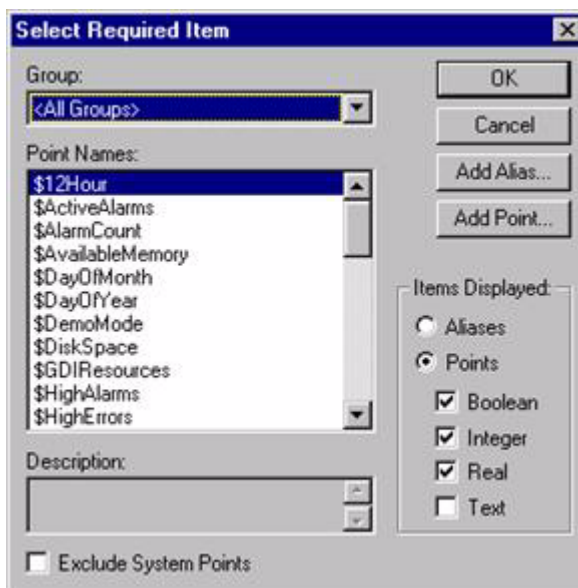 Select Required Item
Group:
<All Groups>
Point Names:
$12Hour
$ActiveAlarms
$AlarmCount
$AvailableMemory
$DayOfMonth
$DayOfYear
$DemoMode
$DiskSpace
$GDIResources
$HighAlarms
$HighErrors
Description:
Exclude System Points
OK
Cancel
Add Alias...
Add Point...
Items Displayed:
Aliases
Points
Boolean
Integer
Real
Text